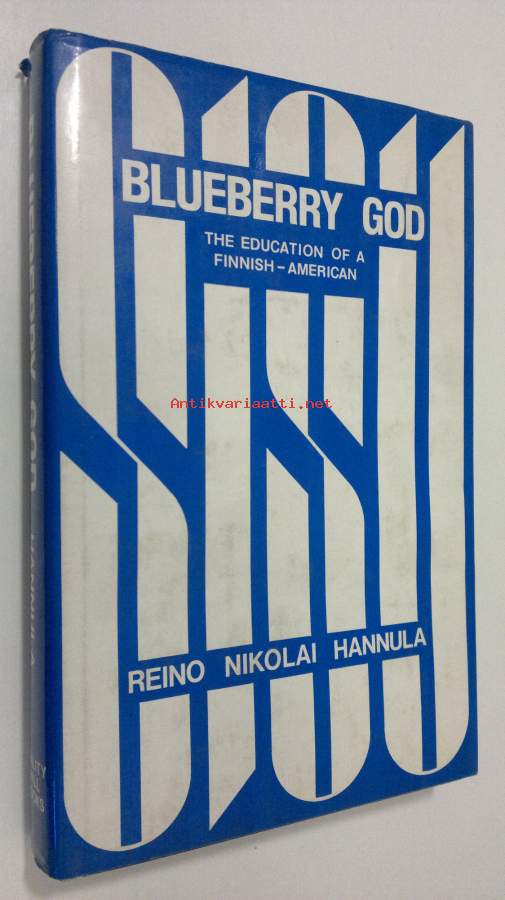 BLUEBERRY GOD
THE EDUCATION OF A
FINNISH-AMERICAN
Antikvariaatti.net
REINO NIKOLAI HANNULA
BLUEBERRY GOD
HANNULA